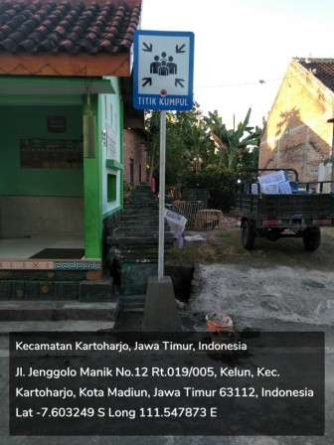 TITIK KUMPUL
Kecamatan Kartoharjo, Jawa Timur, Indonesia
Jl. Jenggolo Manik No.12 Rt.019/005, Kelun, Kec.
Kartoharjo, Kota Madiun, Jawa Timur 63112, Indonesia
Lat -7.603249 S Long 111.547873 E